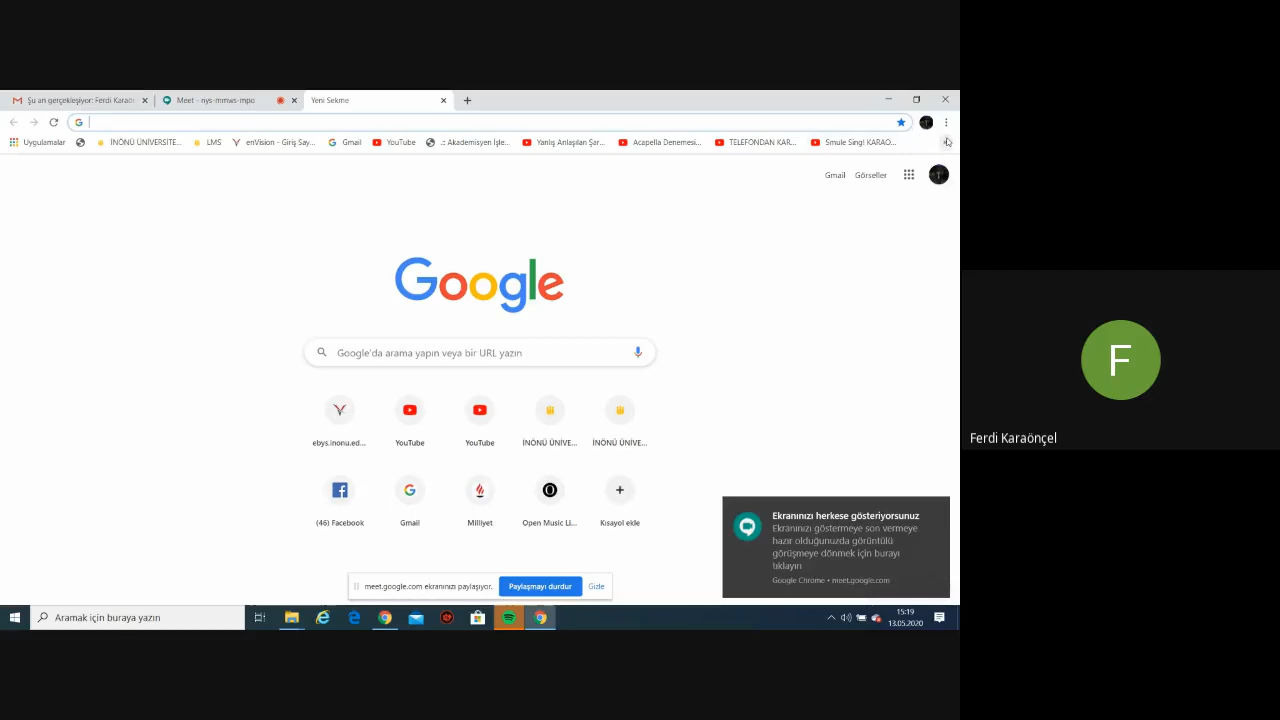 Şu an gerçekleşiyor: Ferdi Karaö
Meet - nys-mmws-mpo
Yeni Sekme
Uygulamalar
İNÖNÜ ÜNİVERSİTE...
LMS
enVision - Giriş Say...
Gmail
YouTube
.: Akademisyen İşle...
Yanlış Anlaşılan Şar...
Acapella Denemesi...
TELEFONDAN KAR...
Smule Sing! KARAO...
Gmail
Görseller
Google
Google'da arama yapın veya bir URL yazın
ebys.inonu.ed...
YouTube
YouTube
İNÖNÜ ÜNİVE...
İNÖNÜ ÜNİVE...
(46) Facebook
Gmail
Milliyet
Open Music Li...
Kısayol ekle
Ekranınızı herkese gösteriyorsunuz
Ekranınızı göstermeye son vermeye
hazır olduğunuzda görüntülü
görüşmeye dönmek için burayı
tıklayın
Google Chrome • meet.google.com
meet.google.com ekranınızı paylaşıyor.
Paylaşmayı durdur
Gizle
Aramak için buraya yazın
15:19
13.05.2020
F
Ferdi Karaönçel